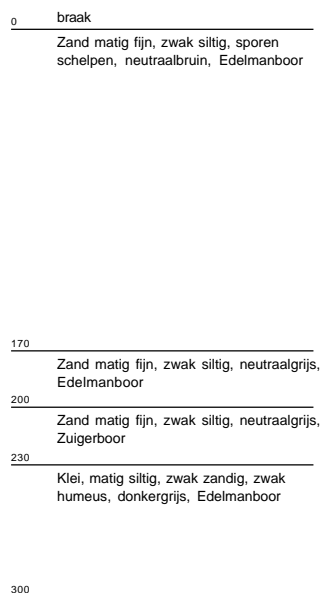 0 braak
Zand matig fijn, zwak siltig, sporen
schelpen, neutraalbruin, Edelmanboor
170
Zand matig fijn, zwak siltig, neutraalgrijs,
Edelmanboor
200
Zand matig fijn, zwak siltig, neutraalgrijs,
Zuigerboor
230
Klei, matig siltig, zwak zandig, zwak
humeus, donkergrijs, Edelmanboor
300